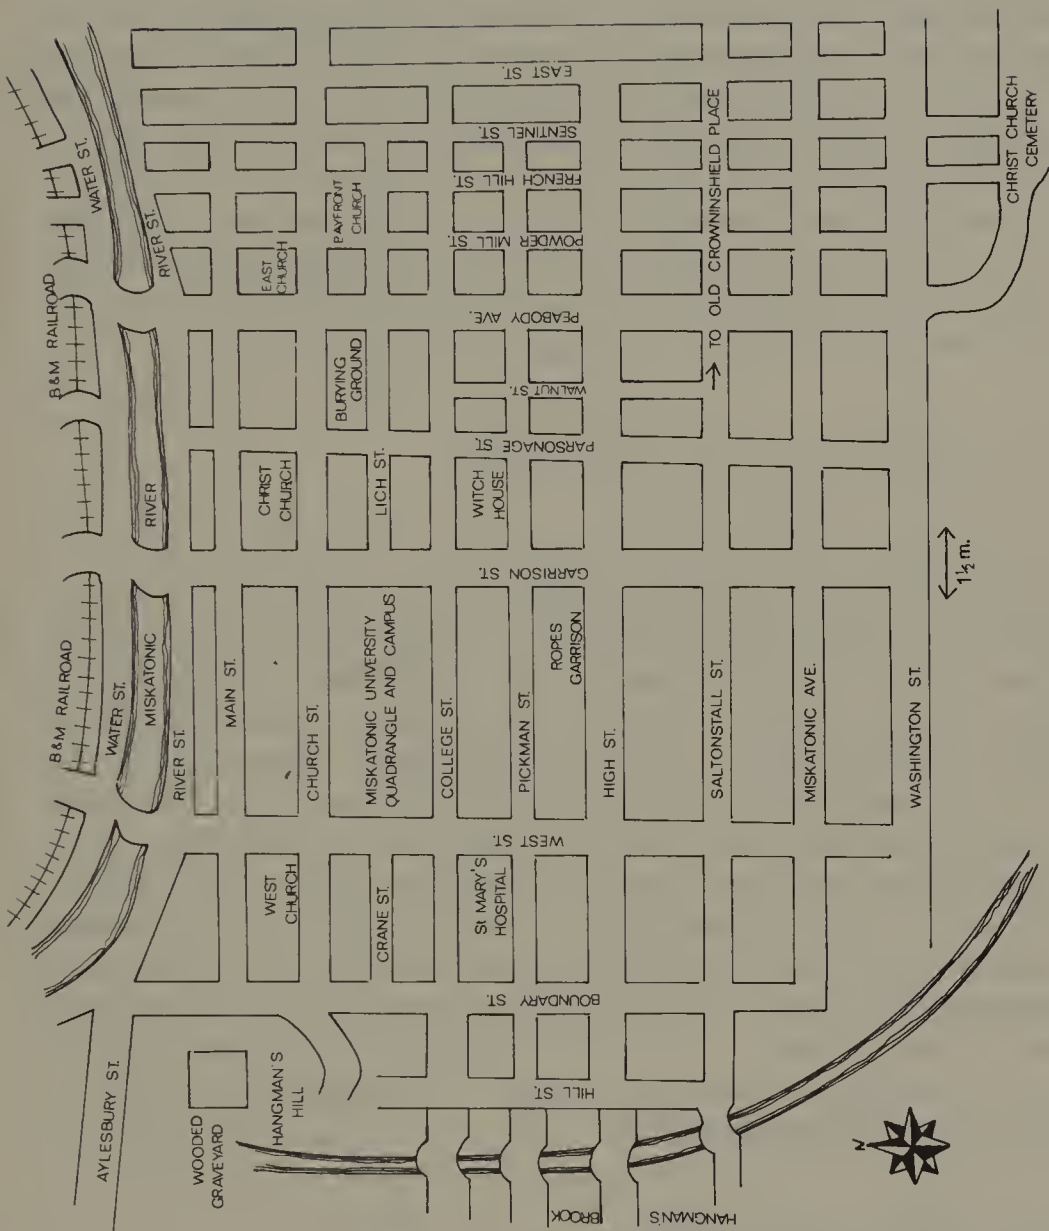 EAST ST.
SENTINEL ST.
FRENCH HILL ST.
POWDER MILL ST.
PEABODY AVE.
WALNUT ST.
PARSONAGE ST.
GARRISON ST.
WEST ST.
BOUNDARY ST.
HILL ST.
WATER ST.
RIVER ST.
B&M RAILROAD
RIVER
EAST
CHURCH
CHURCH
BURYING
GROUND
CHRIST
CHURCH
LICH ST.
WITCH
HOUSE
→ TO OLD CROWNINSHIELD PLACE
CHRIST CHURCH
CEMETERY
B&M RAILROAD
WATER ST.
MISKATONIC
RIVER ST.
MAIN ST.
CHURCH ST.
MISKATONIC UNIVERSITY
QUADRANGLE AND CAMPUS
COLLEGE ST.
PICKMAN ST.
ROPES
GARRISON
HIGH ST.
SALTONSTALL ST.
MISKATONIC AVE.
WASHINGTON ST.
1½ m.
WEST
CHURCH
CRANE ST.
St MARY'S
HOSPITAL
AYLESBURY ST.
WOODED
GRAVEYARD
HANGMAN'S
HILL
HANGMAN'S
BROOK
N